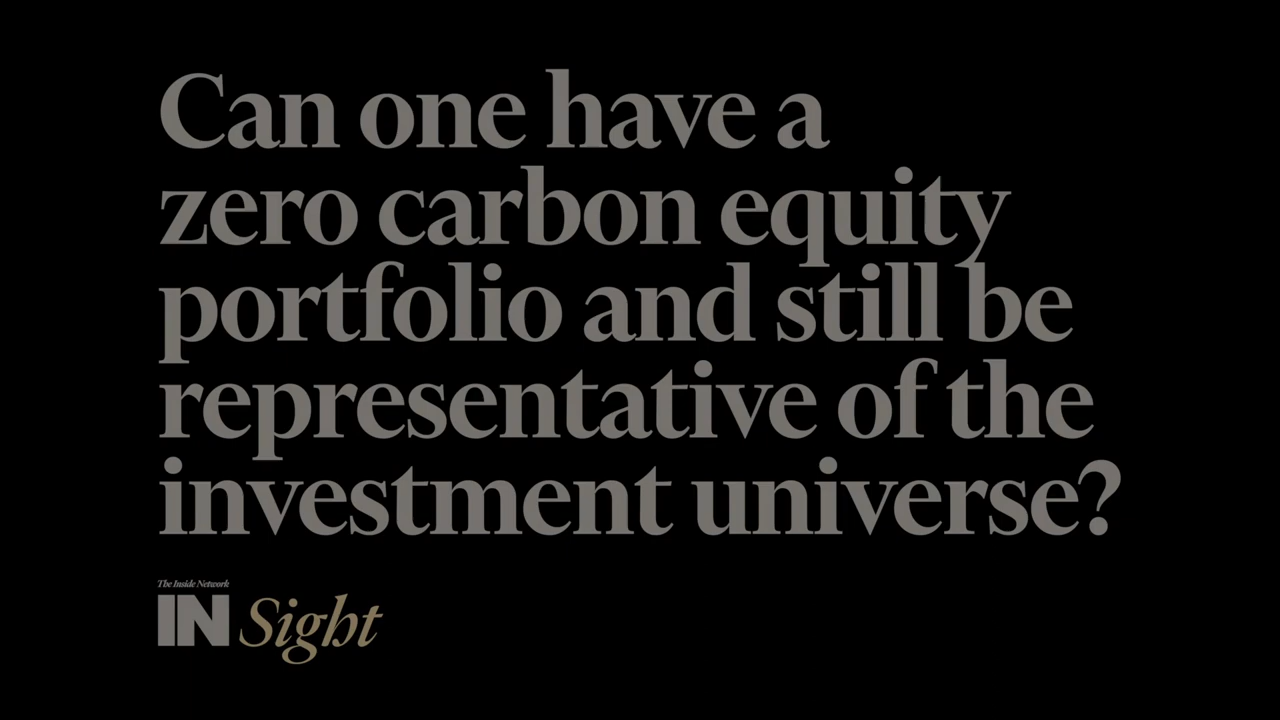 Can one have a
zero carbon equity
portfolio and still be
representative of the
investment universe?
The Inside Network
IN Sight